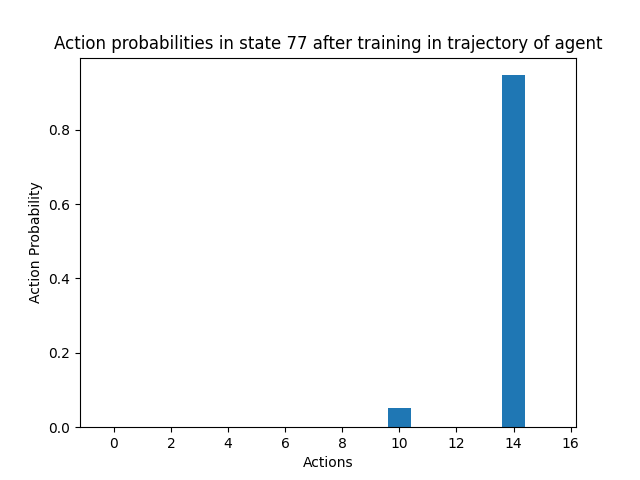 Action probabilities in state 77 after training in trajectory of agent
Action Probability
0.8
0.6
0.4
0.2
0.0
0 2 4 6 8 10 12 14 16
Actions